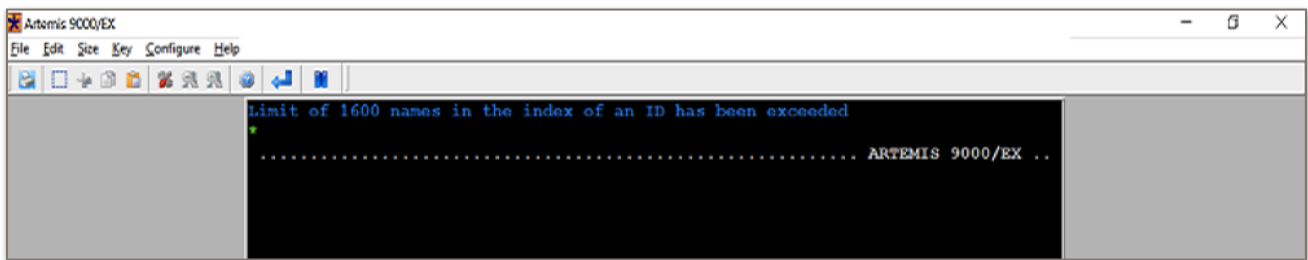 Artemis 9000/EX
File Edit Size Key Configure Help
Limit of 1600 names in the index of an ID has been exceeded
*
........................................................... ARTEMIS 9000/EX ..